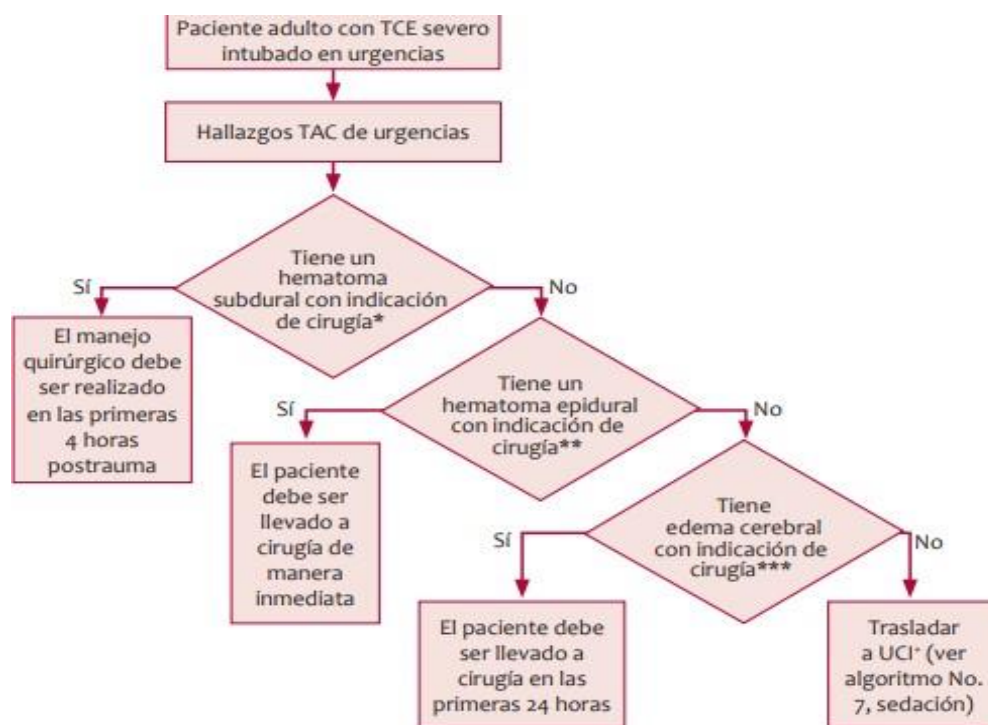 Paciente adulto con TCE severo
intubado en urgencias
Hallazgos TAC de urgencias
Tiene un
hematoma
subdural con indicación
de cirugía*
Sí
No
El manejo
quirúrgico debe
ser realizado
en las primeras
4 horas
postrauma
Tiene un
hematoma epidural
con indicación de
cirugía**
Sí
No
El paciente
debe ser
llevado a
cirugía de
manera
inmediata
Tiene
edema cerebral
con indicación de
cirugía***
Sí
No
El paciente debe
ser llevado a
cirugía en las
primeras 24 horas
Trasladar
a UCI⁺ (ver
algoritmo No.
7, sedación)